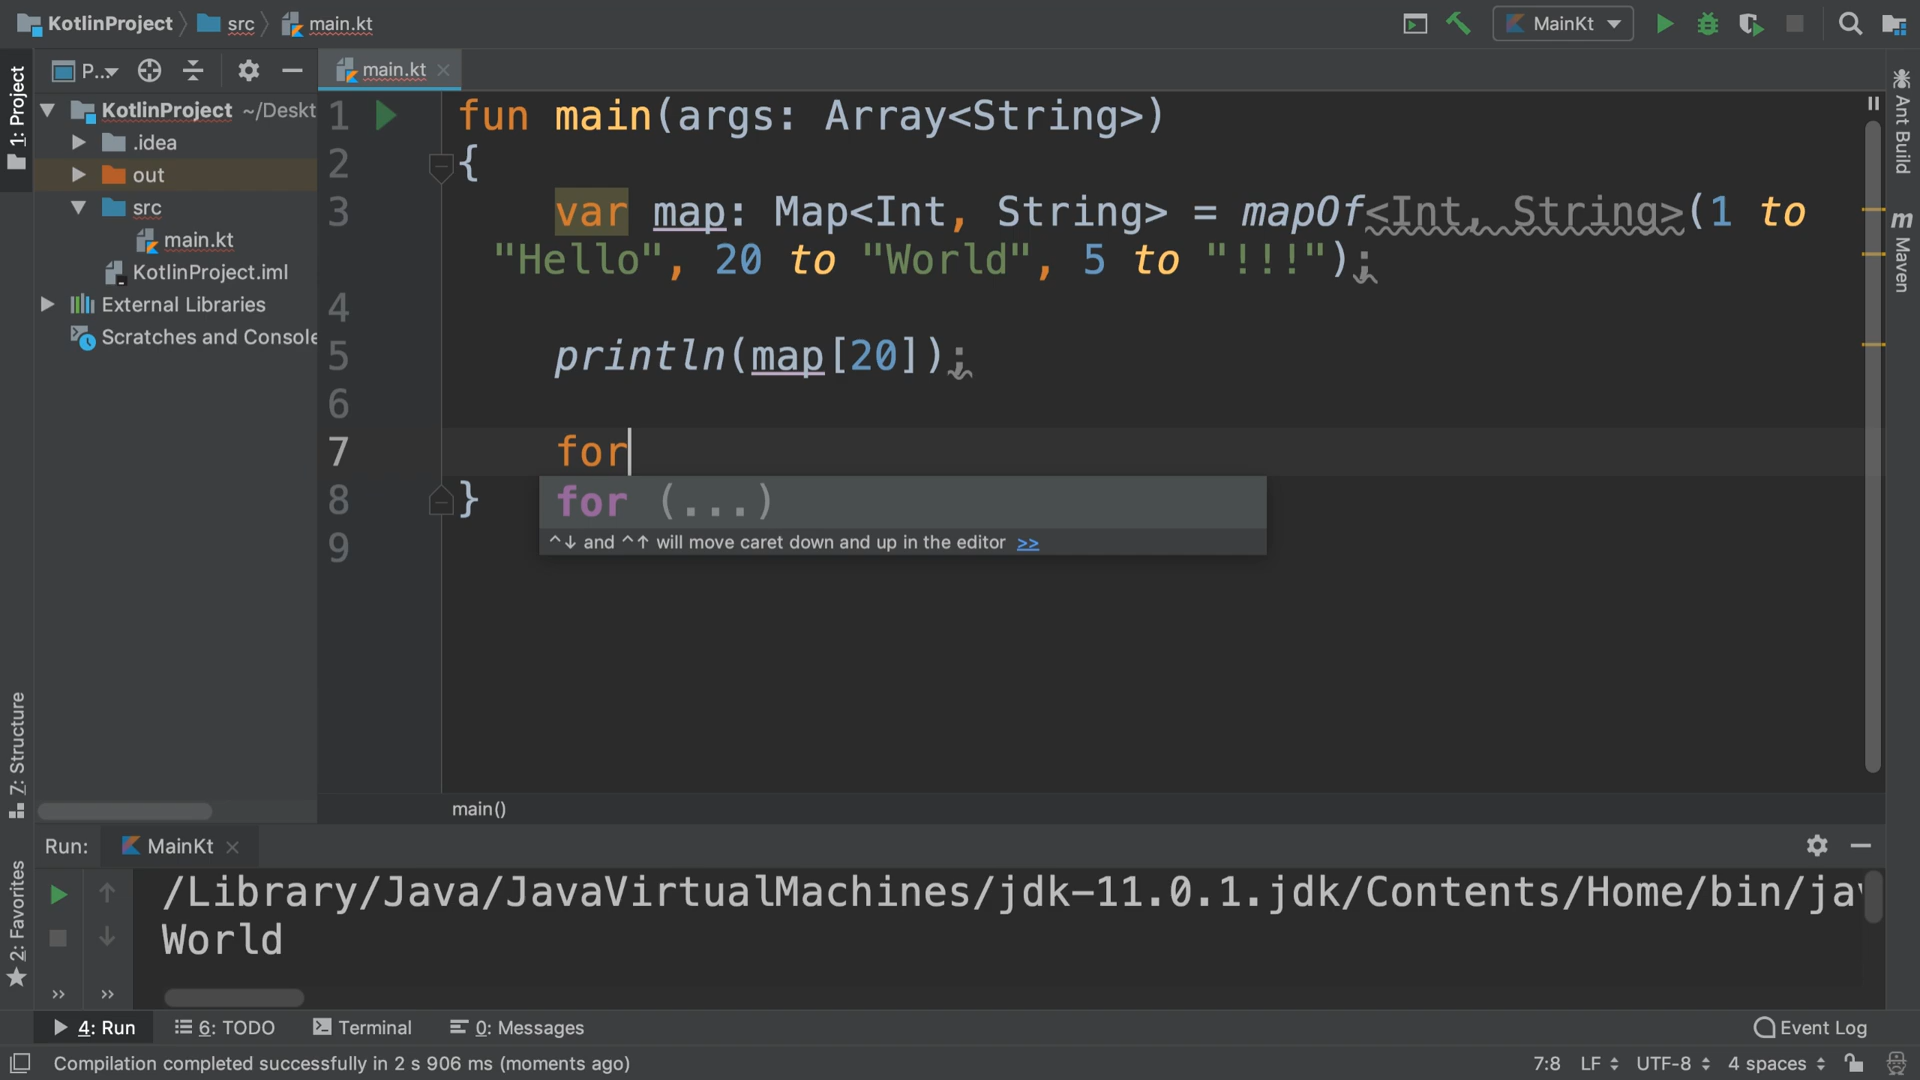 KotlinProject src main.kt
MainKt
1: Project
P...
main.kt
KotlinProject ~/Deskt
.idea
out
src
main.kt
KotlinProject.iml
External Libraries
Scratches and Console
1 fun main(args: Array<String>)
2 {
3 var map: Map<Int, String> = mapOf<Int, String>(1 to
"Hello", 20 to "World", 5 to "!!!");
4
5 println(map[20]);
6
7 for
for (...)
^↓ and ^↑ will move caret down and up in the editor >>
8 }
9
main()
Ant Build
m Maven
7: Structure
2: Favorites
Run: MainKt
/Library/Java/JavaVirtualMachines/jdk-11.0.1.jdk/Contents/Home/bin/jav
World
» »
4: Run 6: TODO Terminal 0: Messages Event Log
Compilation completed successfully in 2 s 906 ms (moments ago) 7:8 LF UTF-8 4 spaces